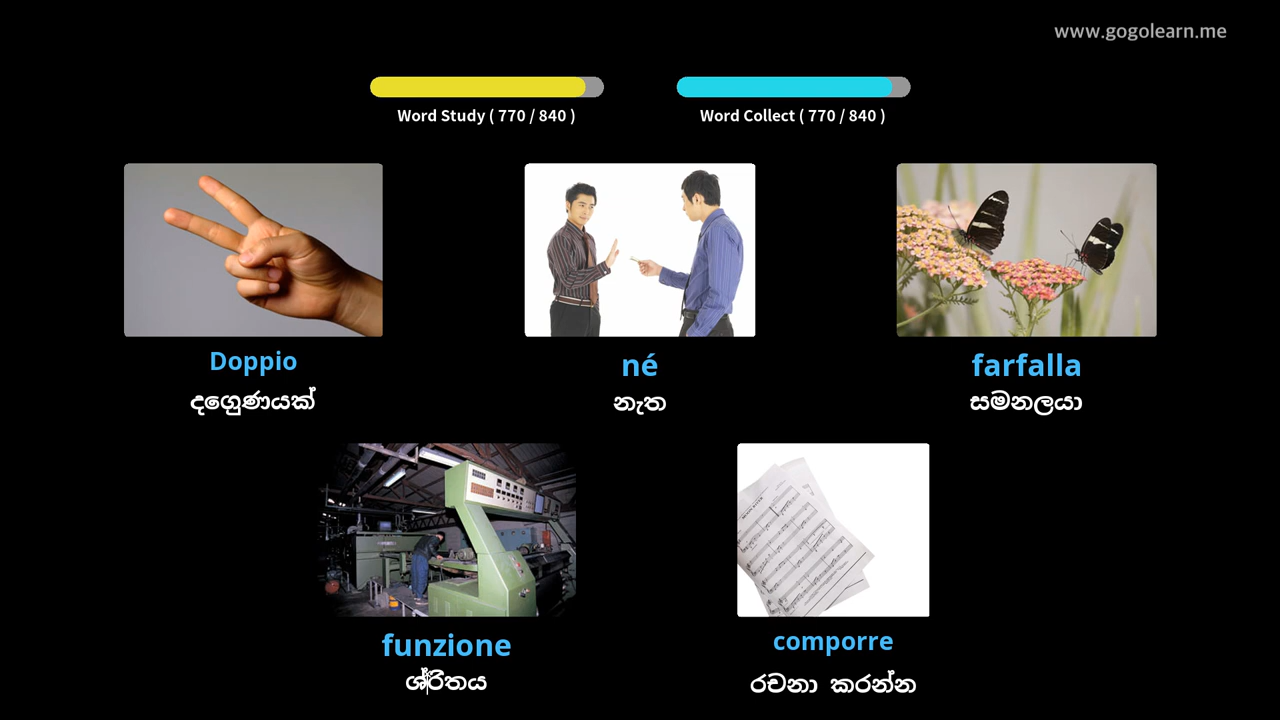 www.gogolearn.me
Word Study ( 770 / 840 )
Word Collect ( 770 / 840 )
Doppio
né
farfalla
දෙගුණයක්
නැත
සමනලයා
funzione
comporre
ශ්‍රිතය
රචනා කරන්න